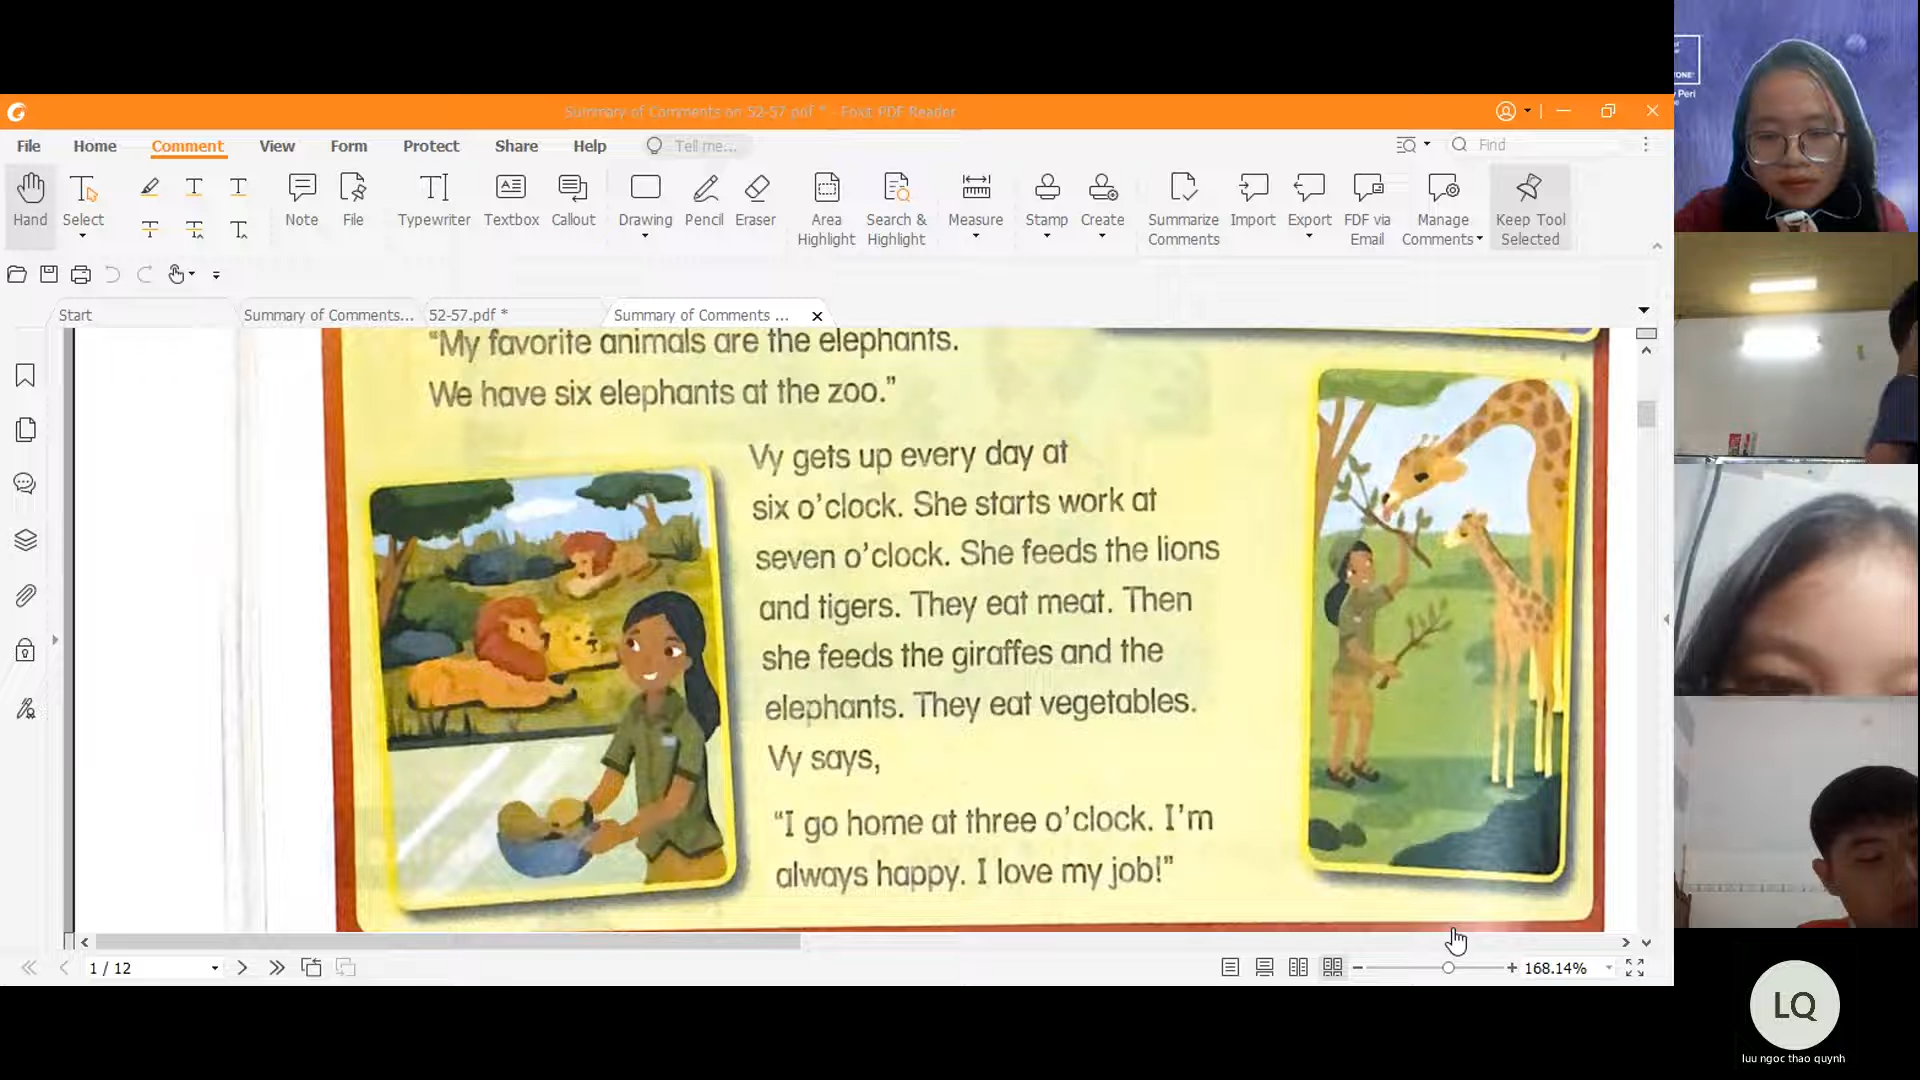 Summary of Comments on 52-57.pdf * - Foxit PDF Reader
File Home Comment View Form Protect Share Help Tell me... Find
Hand Select Note File Typewriter Textbox Callout Drawing Pencil Eraser Area Highlight Search & Highlight Measure Stamp Create Summarize Comments Import Export FDF via Email Manage Comments Keep Tool Selected
Start Summary of Comments... 52-57.pdf * Summary of Comments ...
“My favorite animals are the elephants.
We have six elephants at the zoo.”
Vy gets up every day at
six o’clock. She starts work at
seven o’clock. She feeds the lions
and tigers. They eat meat. Then
she feeds the giraffes and the
elephants. They eat vegetables.
Vy says,
“I go home at three o’clock. I’m
always happy. I love my job!”
1 / 12
168.14%
Peri
LQ
luu ngoc thao quynh